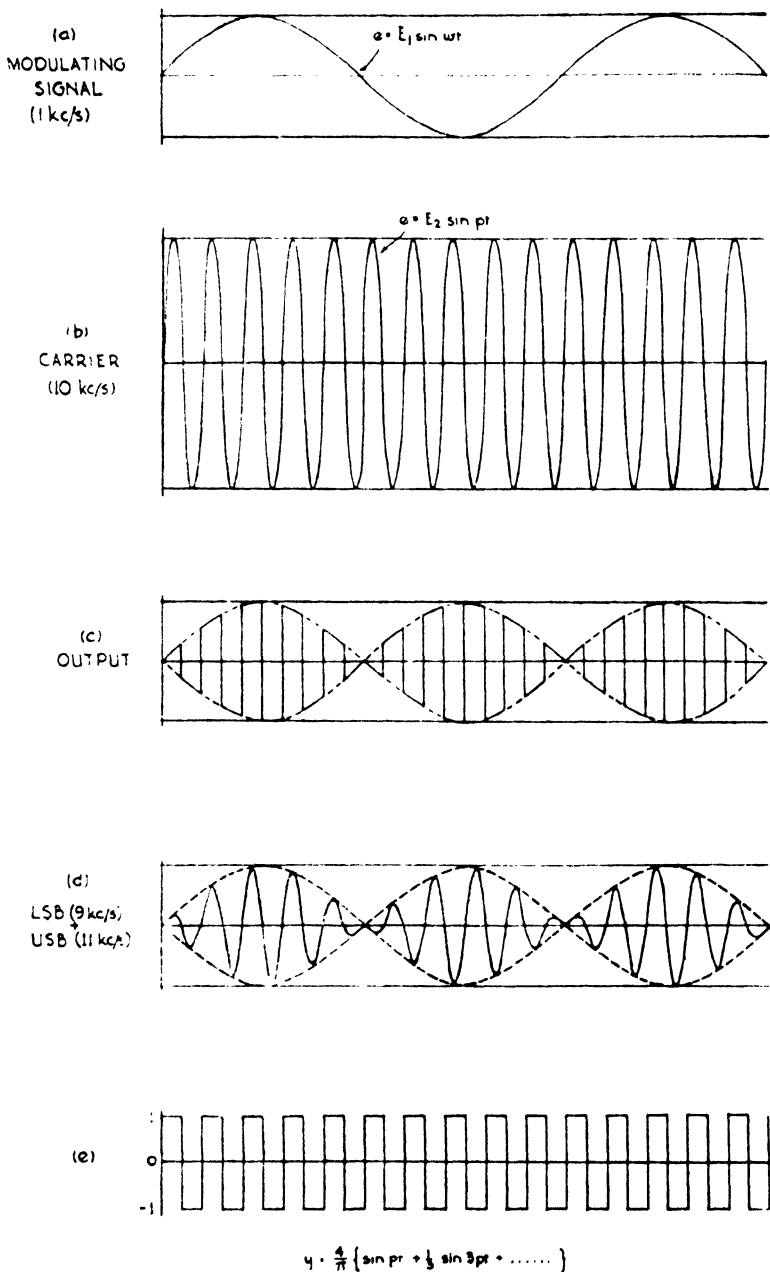 (a)
MODULATING
SIGNAL
(1 kc/s)
e = E₁ sin wt
e = E₂ sin pt
(b)
CARRIER
(10 kc/s)
(c)
OUTPUT
(d)
LSB (9 kc/s)
+
USB (11 kc/s)
(e)
1
0
-1
y = 4/π { sin pt + 1/3 sin 3pt + ...... }